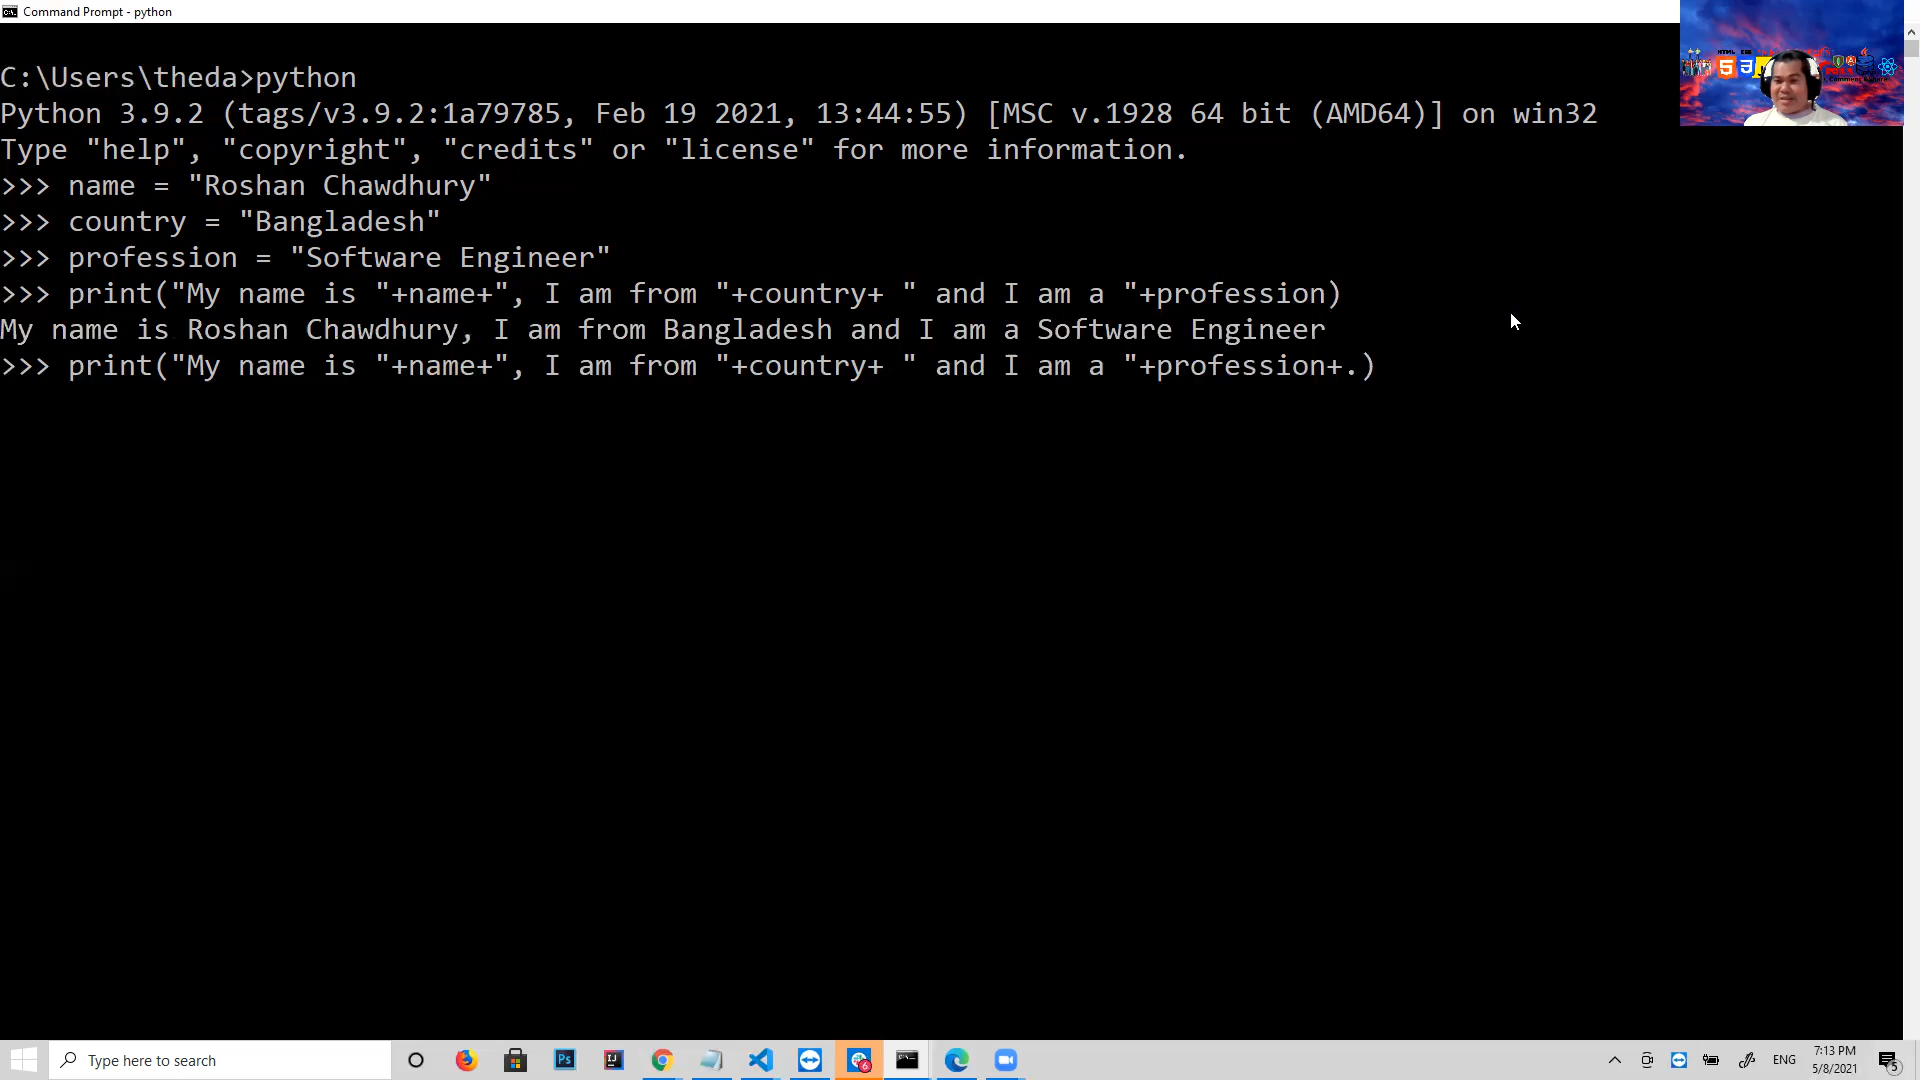 Command Prompt - python
C:\Users\theda>python
Python 3.9.2 (tags/v3.9.2:1a79785, Feb 19 2021, 13:44:55) [MSC v.1928 64 bit (AMD64)] on win32
Type "help", "copyright", "credits" or "license" for more information.
>>> name = "Roshan Chawdhury"
>>> country = "Bangladesh"
>>> profession = "Software Engineer"
>>> print("My name is "+name+", I am from "+country+ " and I am a "+profession)
My name is Roshan Chawdhury, I am from Bangladesh and I am a Software Engineer
>>> print("My name is "+name+", I am from "+country+ " and I am a "+profession+.)
Type here to search
Ps
IJ
6
ENG
7:13 PM
5/8/2021
5